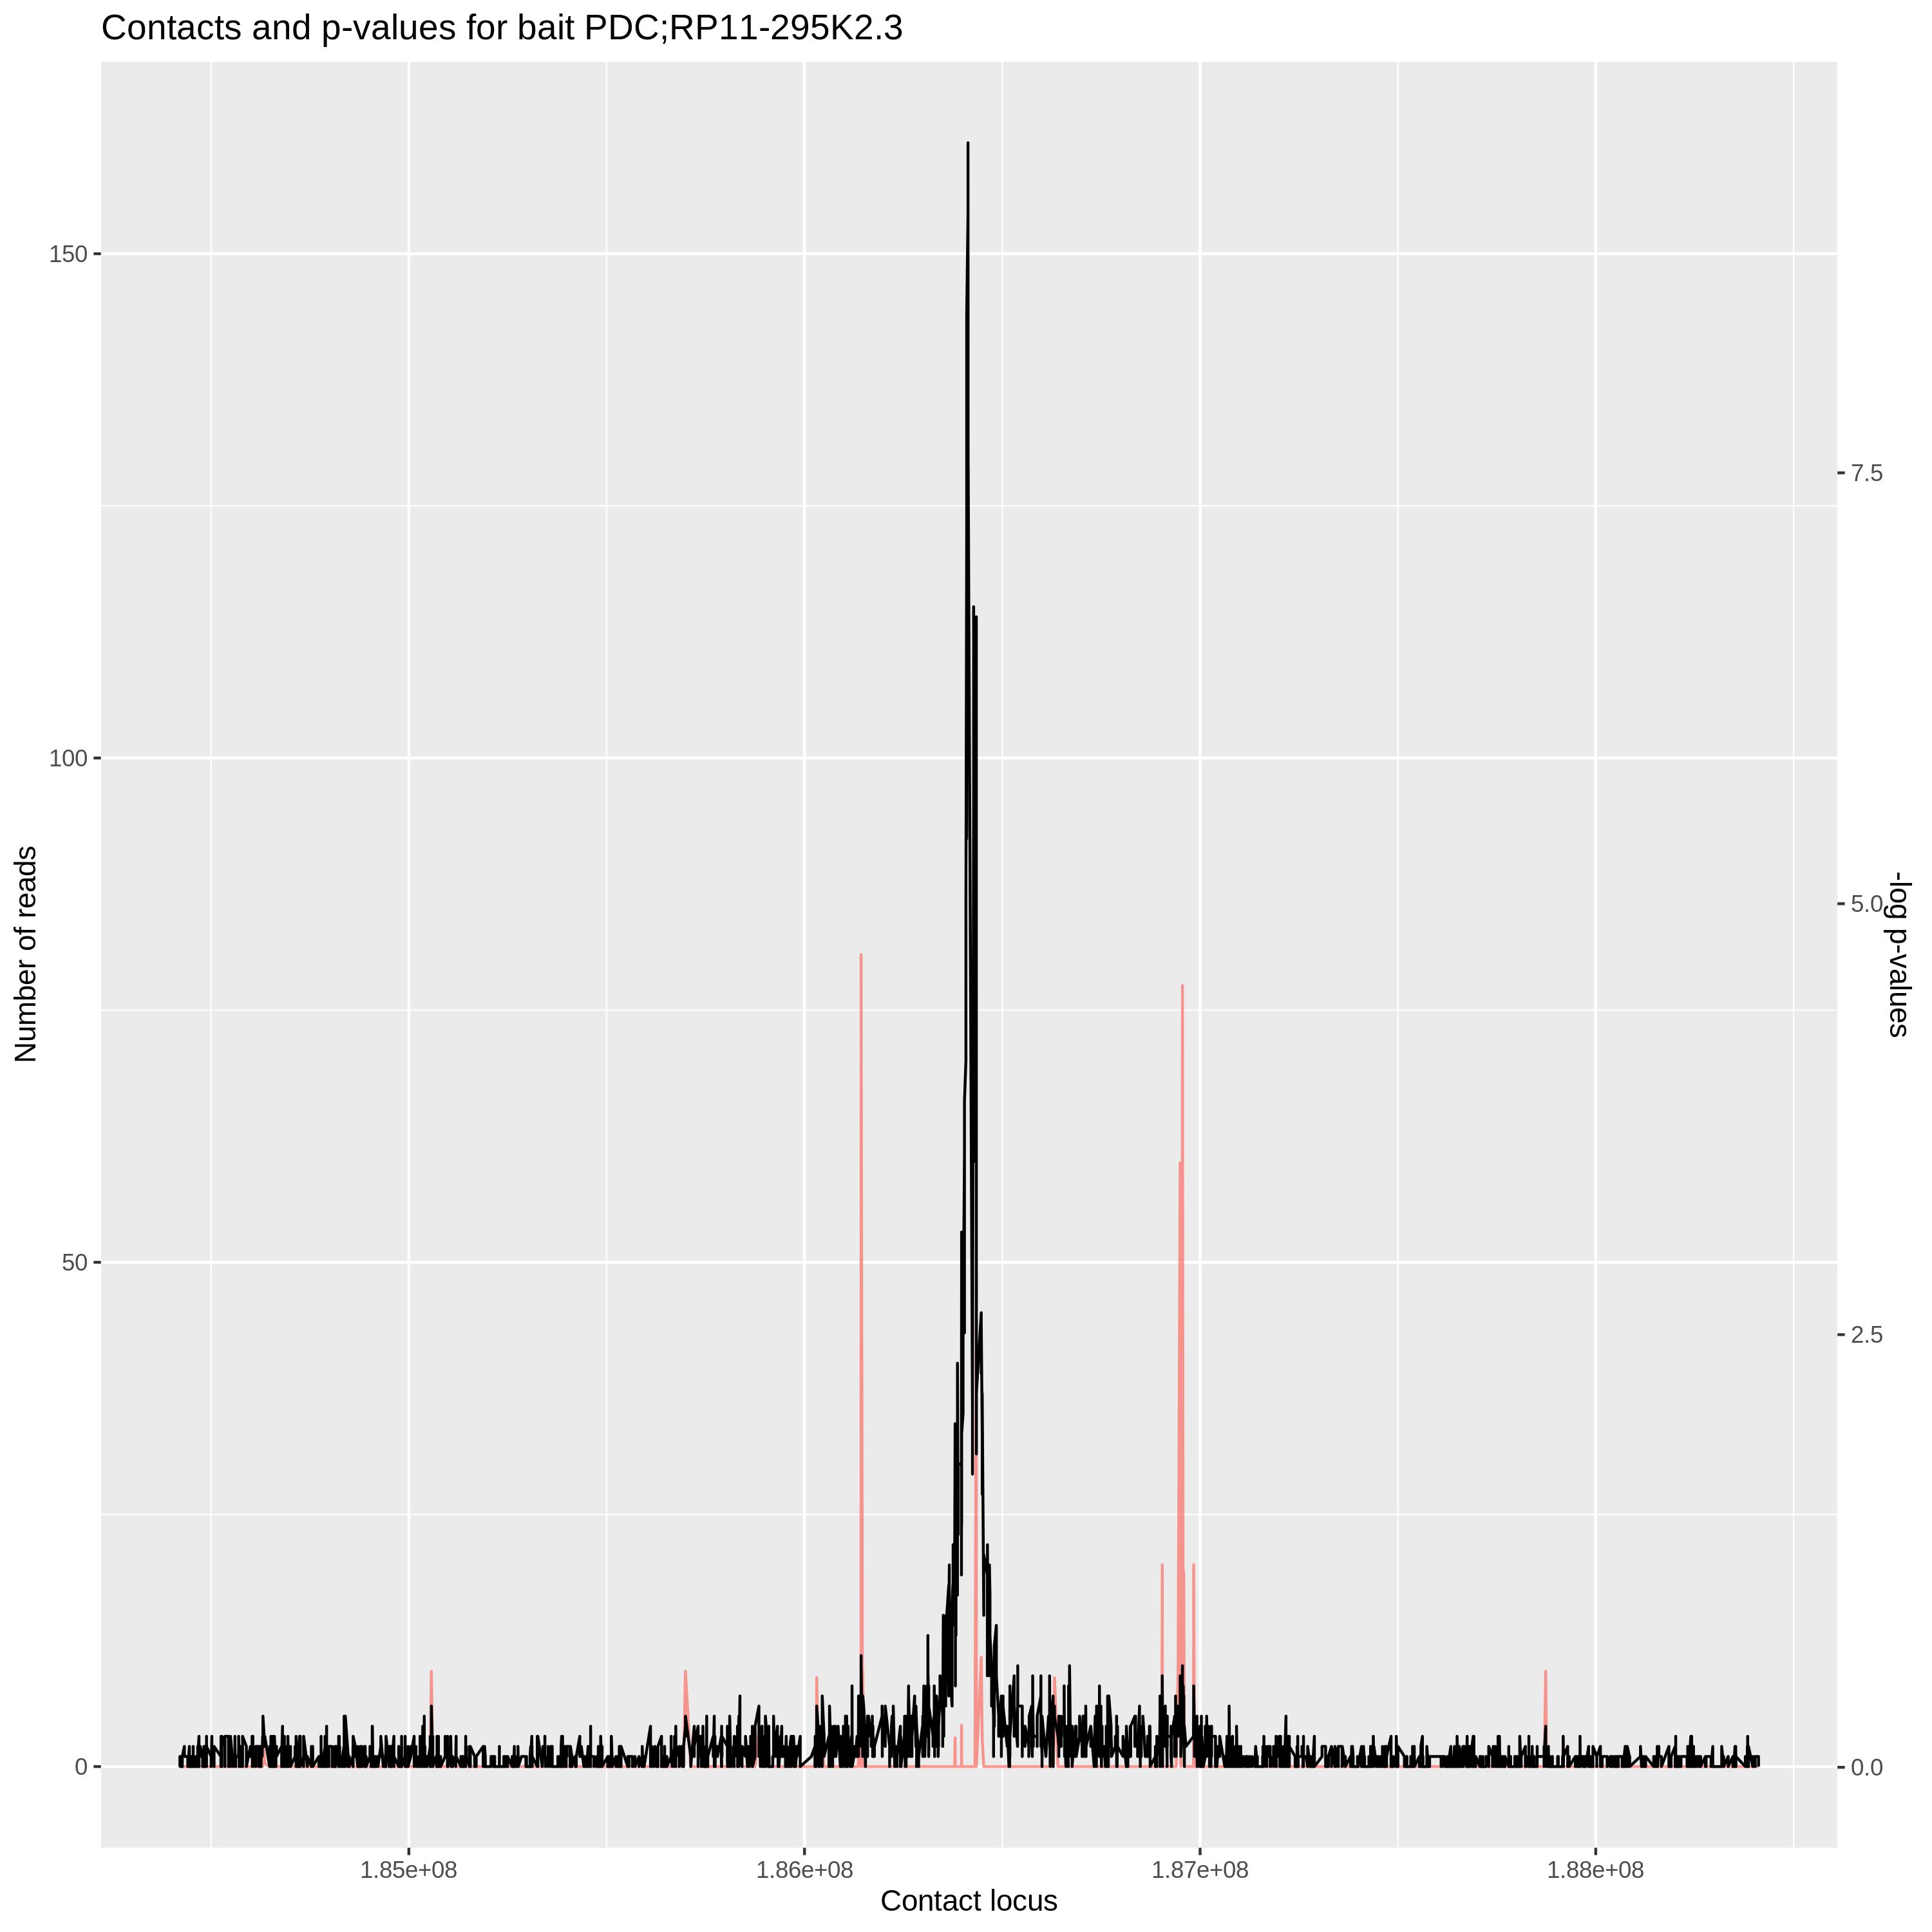 Contacts and p-values for bait PDC;RP11-295K2.3
150
100
50
0
Number of reads
7.5
5.0
2.5
0.0
-log p-values
1.85e+08
1.86e+08
1.87e+08
1.88e+08
Contact locus